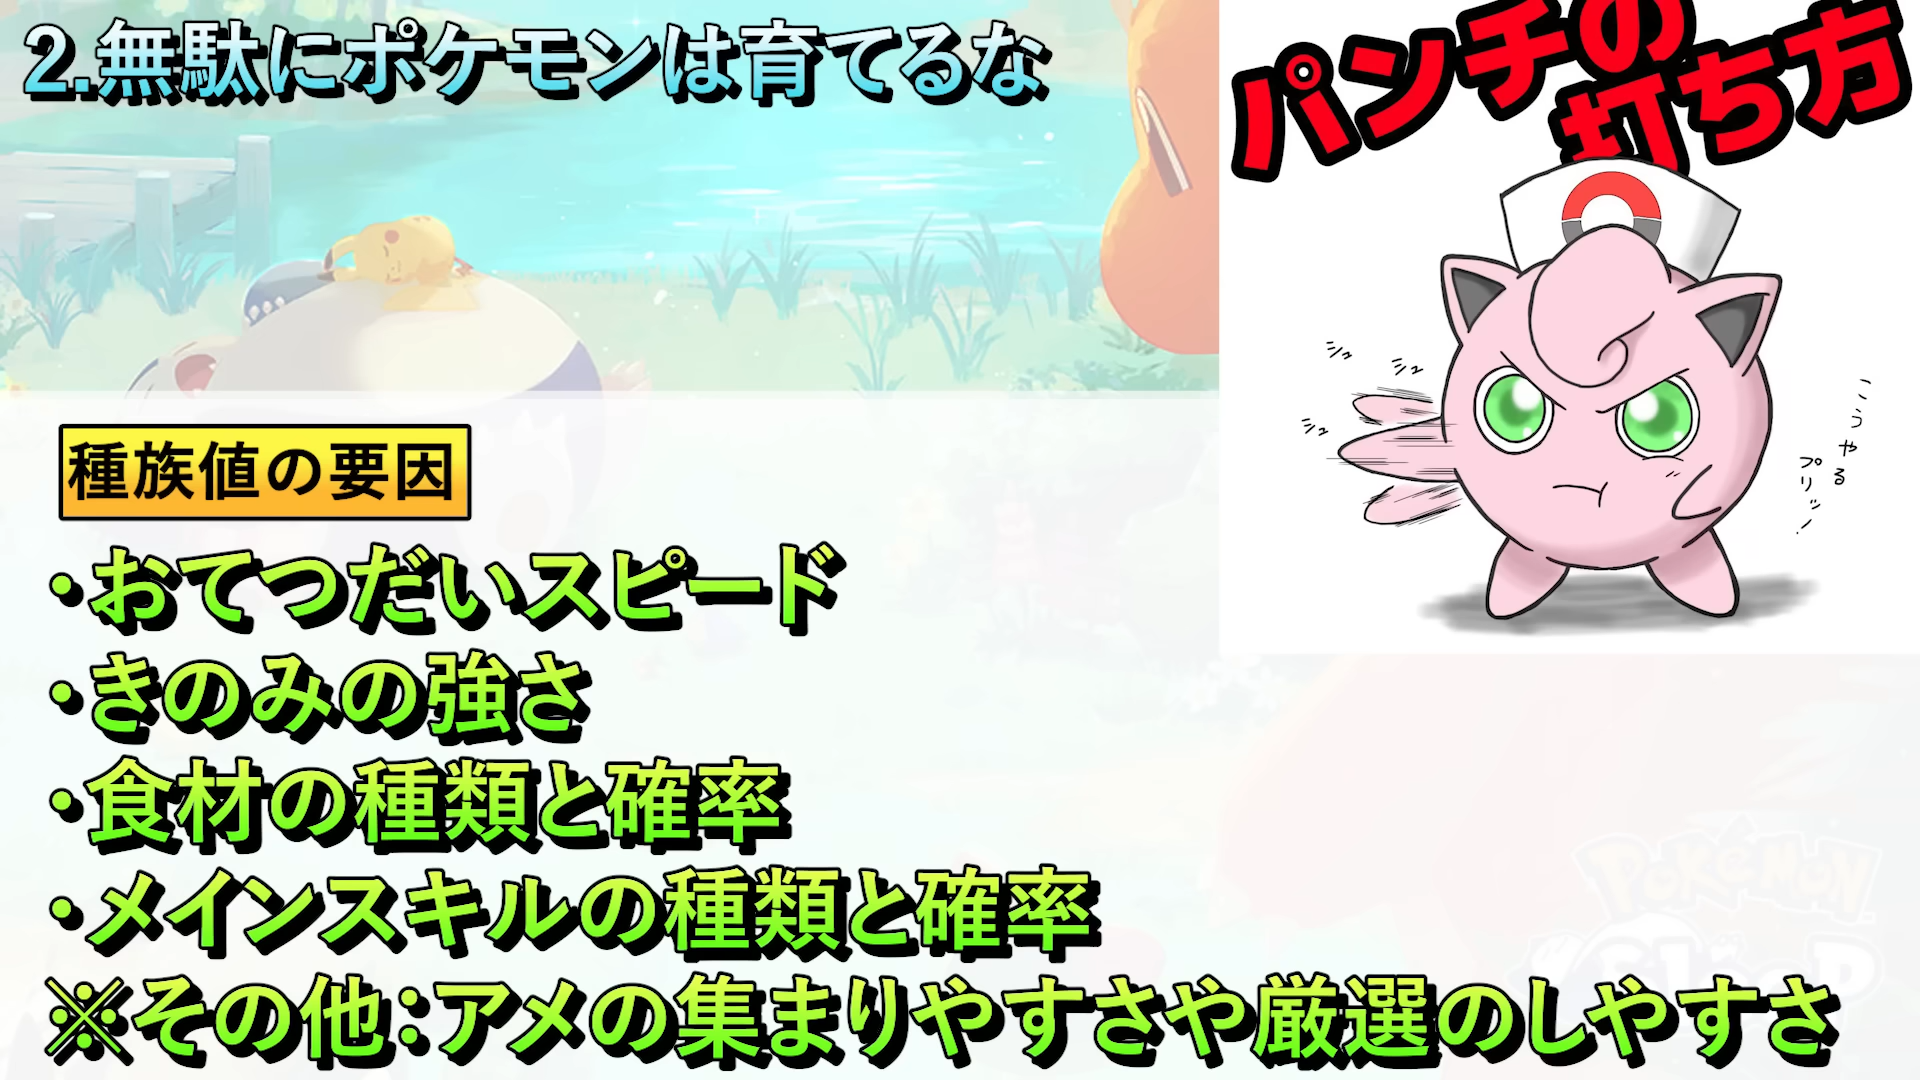 2.無駄にポケモンは育てるな
パンチの
打ち方
シュ
シュ
シュ
こうやる
プリッ!
種族値の要因
・おてつだいスピード
・きのみの強さ
・食材の種類と確率
・メインスキルの種類と確率
※その他：アメの集まりやすさや厳選のしやすさ
POKÉMON
Sleep